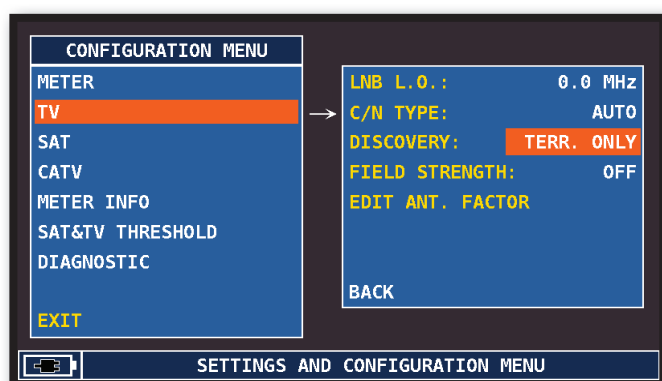 CONFIGURATION MENU
METER
TV
SAT
CATV
METER INFO
SAT&TV THRESHOLD
DIAGNOSTIC
EXIT
LNB L.O.: 0.0 MHz
C/N TYPE: AUTO
DISCOVERY: TERR. ONLY
FIELD STRENGTH: OFF
EDIT ANT. FACTOR
BACK
SETTINGS AND CONFIGURATION MENU